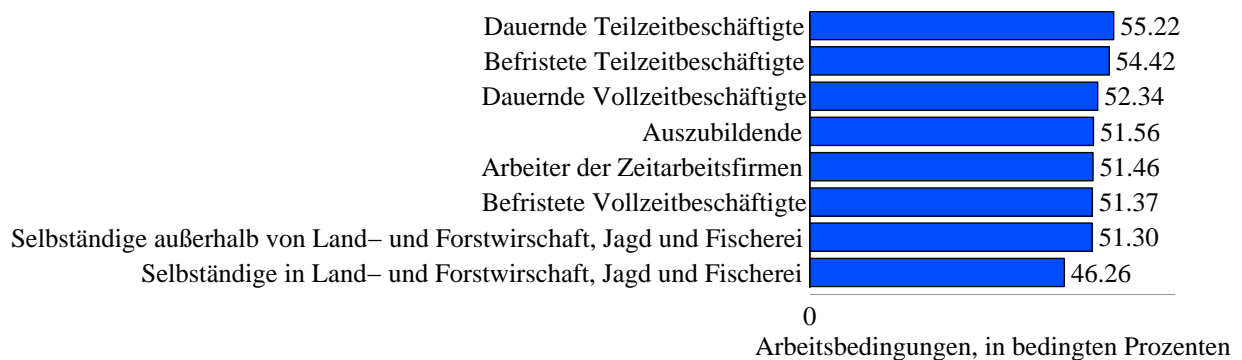 Dauernde Teilzeitbeschäftigte 55.22
Befristete Teilzeitbeschäftigte 54.42
Dauernde Vollzeitbeschäftigte 52.34
Auszubildende 51.56
Arbeiter der Zeitarbeitsfirmen 51.46
Befristete Vollzeitbeschäftigte 51.37
Selbständige außerhalb von Land− und Forstwirschaft, Jagd und Fischerei 51.30
Selbständige in Land− und Forstwirschaft, Jagd und Fischerei 46.26
0
Arbeitsbedingungen, in bedingten Prozenten